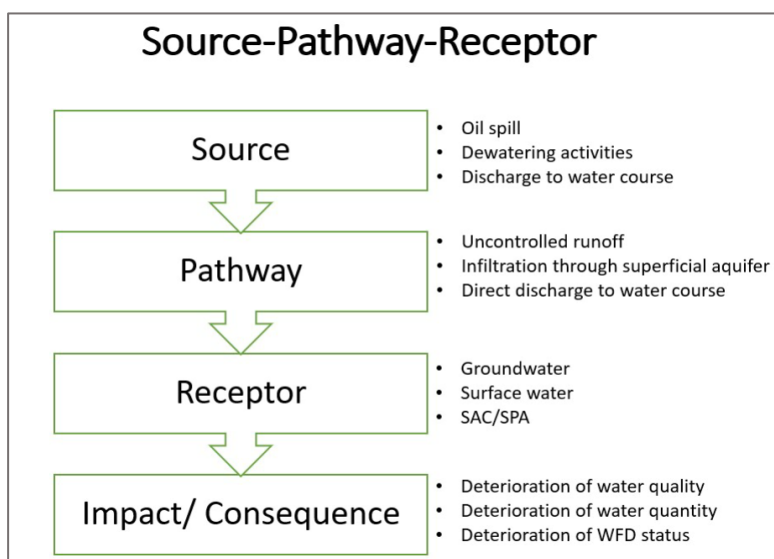 Source-Pathway-Receptor
Source
• Oil spill
• Dewatering activities
• Discharge to water course
Pathway
• Uncontrolled runoff
• Infiltration through superficial aquifer
• Direct discharge to water course
Receptor
• Groundwater
• Surface water
• SAC/SPA
Impact/ Consequence
• Deterioration of water quality
• Deterioration of water quantity
• Deterioration of WFD status